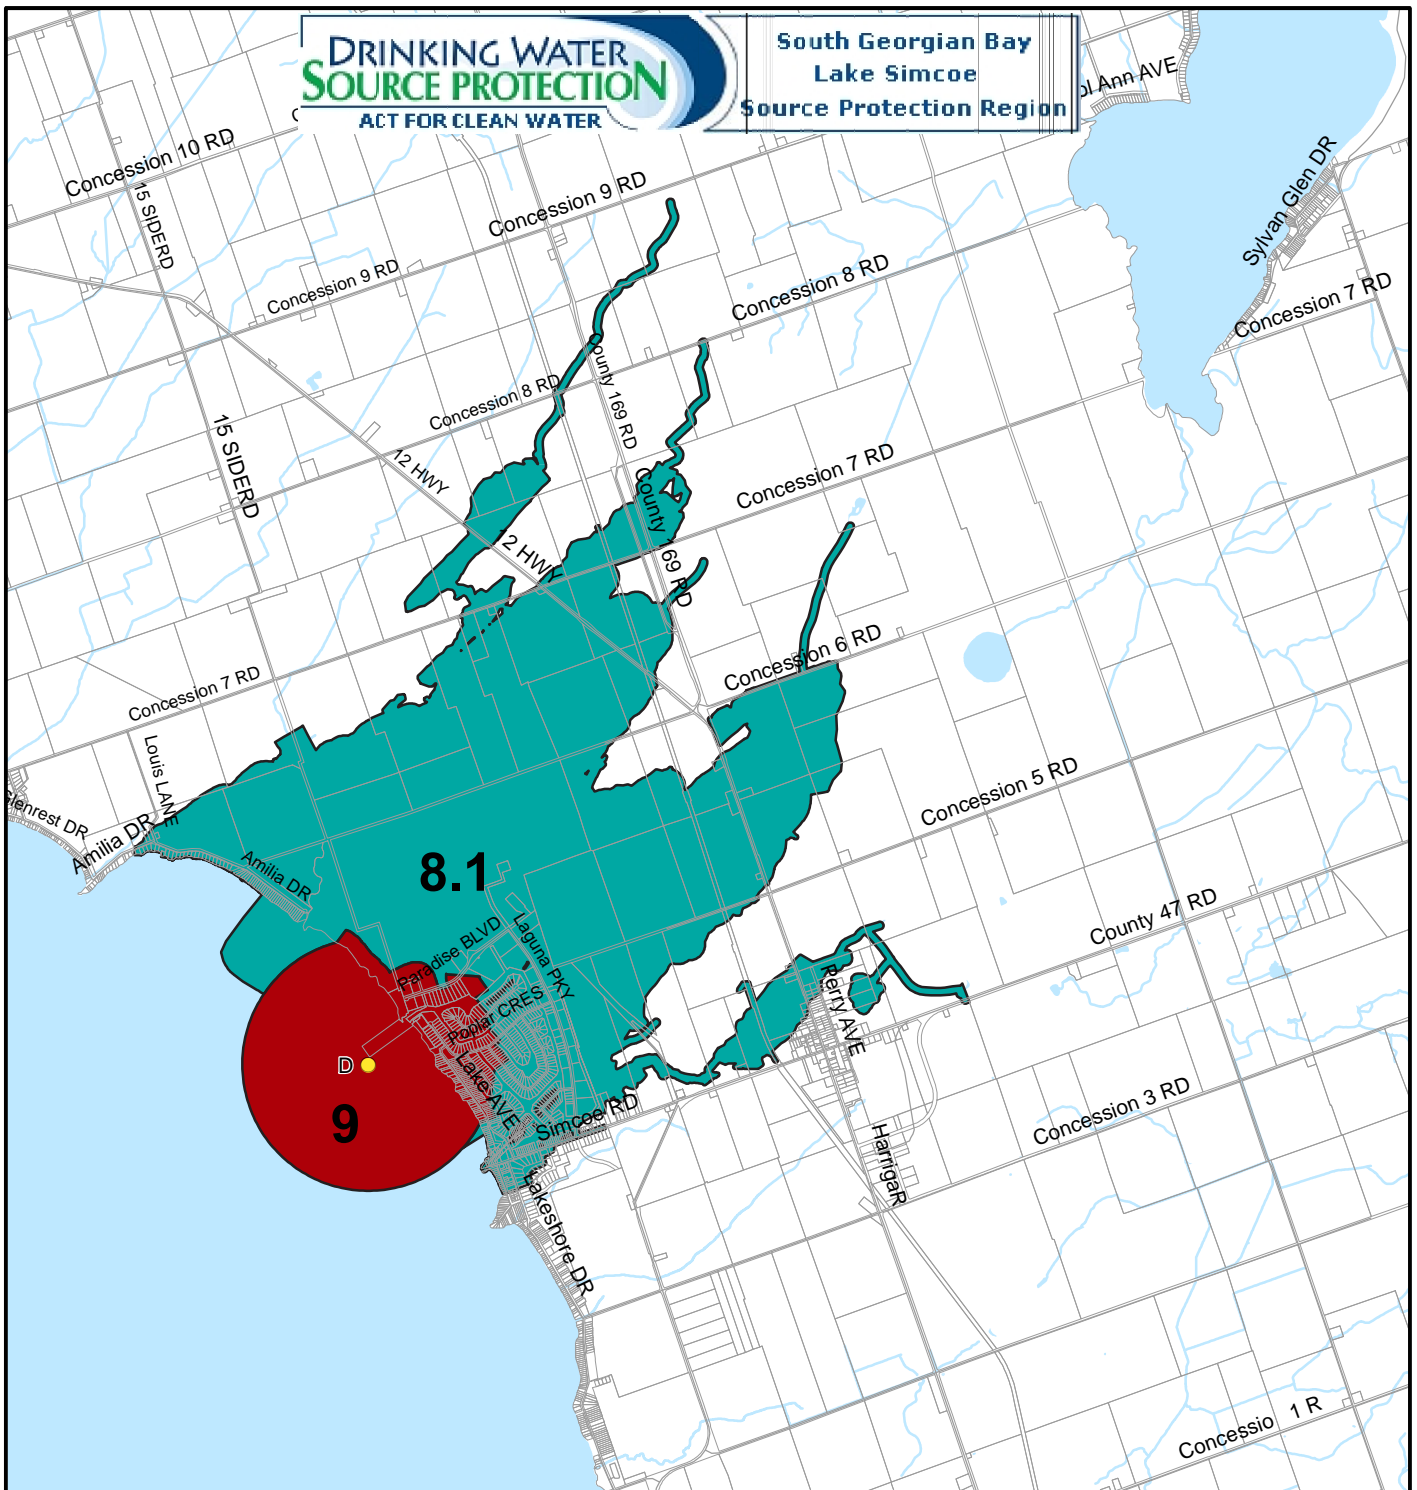 DRINKING WATER
SOURCE PROTECTION
ACT FOR CLEAN WATER
South Georgian Bay
Lake Simcoe
Source Protection Region
Ann AVE
Concession 10 RD
15 SIDERD
Concession 9 RD
Sylvan Glen DR
Concession 9 RD
Concession 8 RD
Concession 7 RD
County 169 RD
Concession 8 RD
15 SIDERD
12 HWY
Concession 7 RD
County 169 RD
12 HWY
Concession 6 RD
Concession 7 RD
Louis LANE
Concession 5 RD
Glenrest DR
Amilia DR
Amilia DR
8.1
County 47 RD
Paradise BLVD
Laguna PKY
Perry AVE
Poplar CRES
D
Lake AVE
9
Simcoe RD
Concession 3 RD
HarrigaR
Lakeshore DR
Concessio 1 R